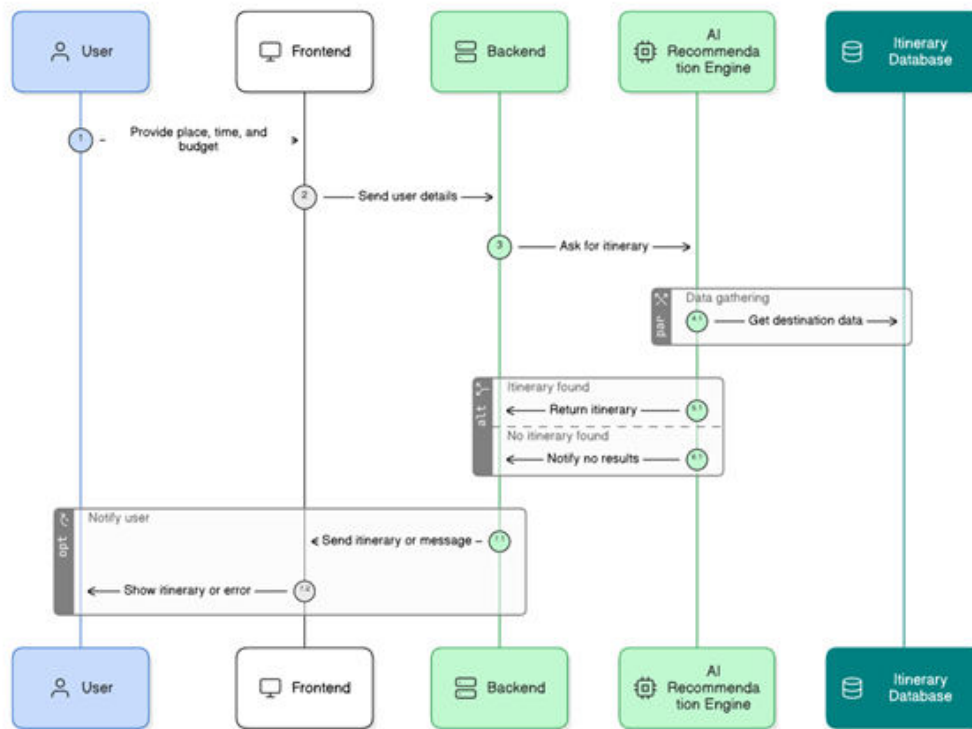 User
Frontend
Backend
AI
Recommenda
tion Engine
Itinerary
Database
1
Provide place, time, and
budget
2
Send user details
3
Ask for itinerary
par
Data gathering
4.1
Get destination data
alt
Itinerary found
Return itinerary
5.1
No itinerary found
Notify no results
6.1
opt
Notify user
Send itinerary or message
7.1
Show itinerary or error
7.2
User
Frontend
Backend
AI
Recommenda
tion Engine
Itinerary
Database